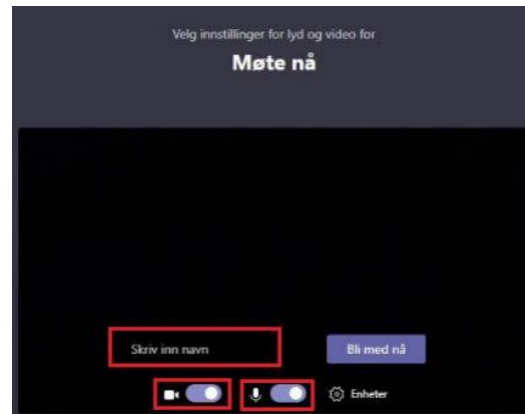 Velg innstillinger for lyd og video for
Møte nå
Skriv inn navn
Bli med nå
Enheter